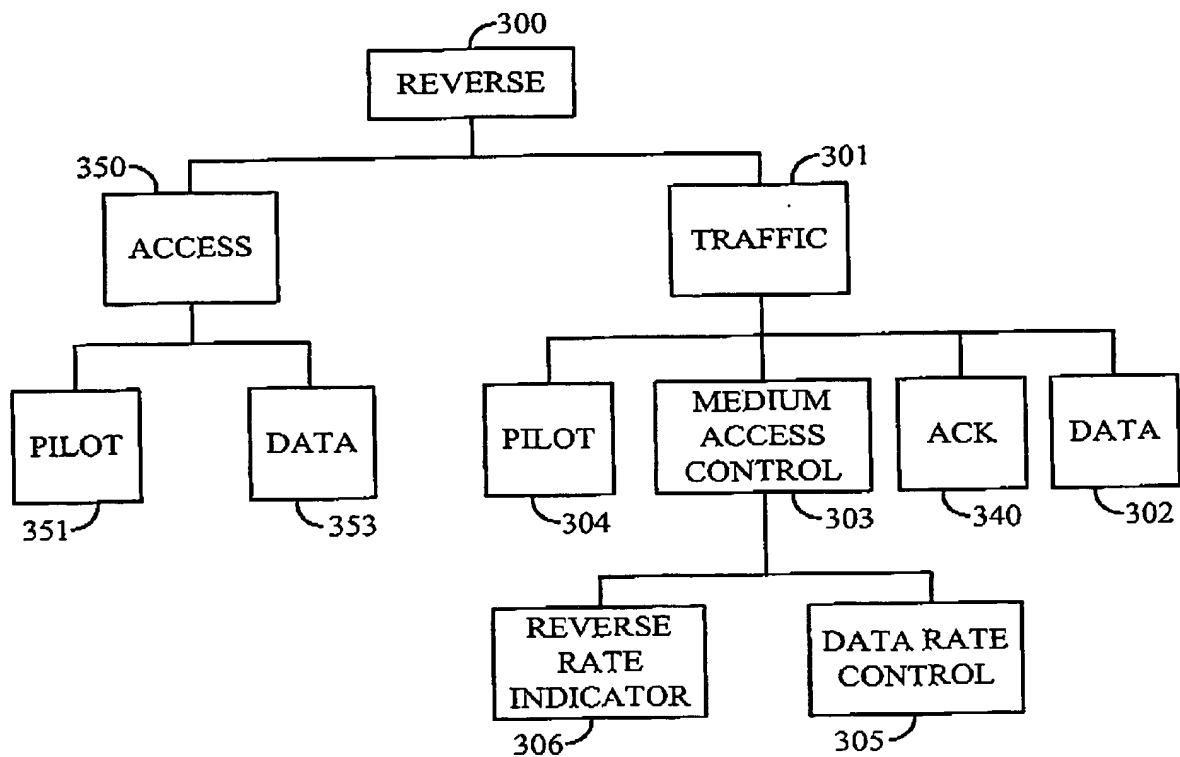 300
REVERSE
350
301
ACCESS
TRAFFIC
PILOT
DATA
PILOT
MEDIUM
ACCESS
CONTROL
ACK
DATA
351
353
304
303
340
302
REVERSE
RATE
INDICATOR
DATA RATE
CONTROL
306
305